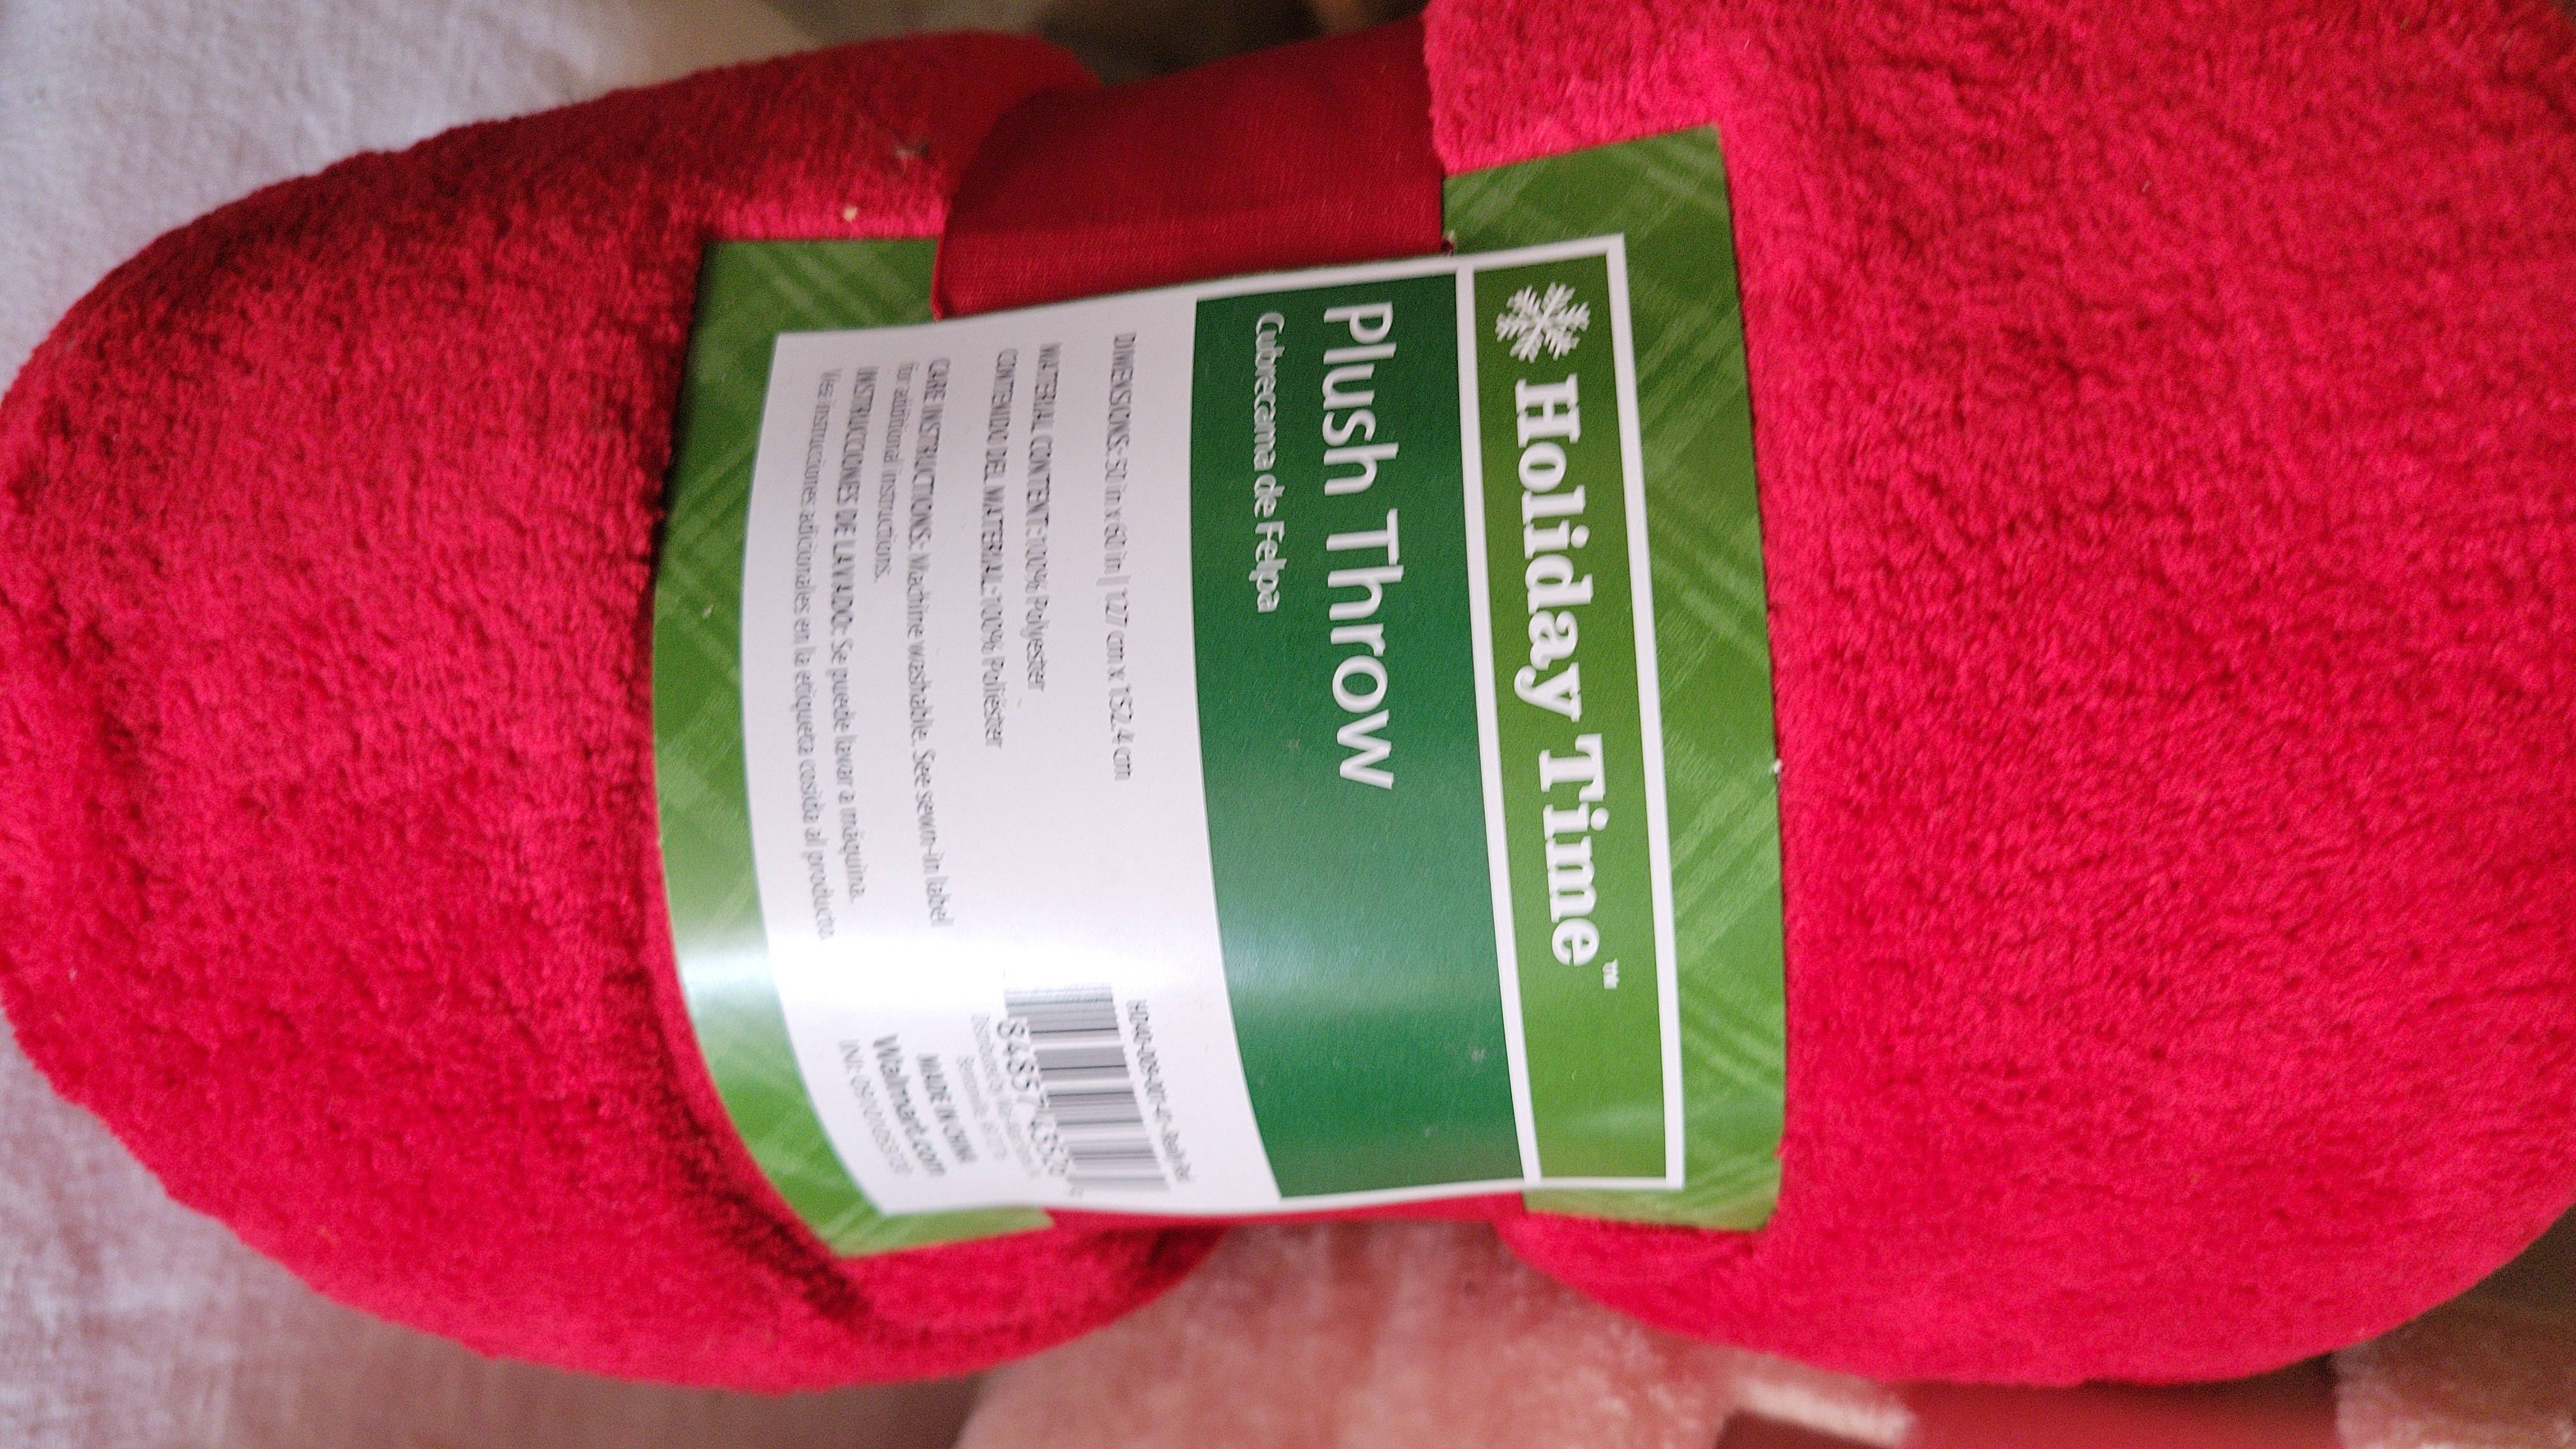 Holiday Time™
Plush Throw
Cubrecama de Felpa
DIMENSIONS: 50 in x 60 in | 127 cm x 152.4 cm
MATERIAL CONTENT: 100% Polyester
CONTENIDO DEL MATERIAL: 100% Poliéster
CARE INSTRUCTIONS: Machine washable. See sewn-in label
for additional instructions.
INSTRUCCIONES DE LAVADO: Se puede lavar a máquina.
Vea instrucciones adicionales en la etiqueta cosida al producto.
MADE IN CHINA
Walmart.com